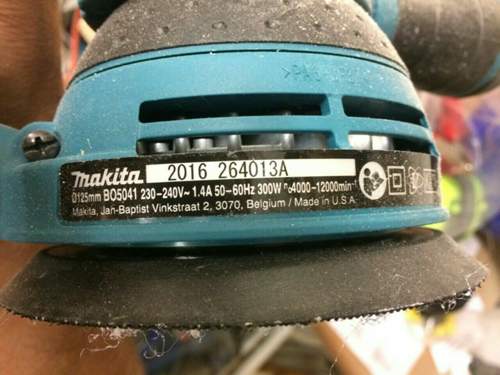 makita 2016 264013A
Ø125mm BO5041 230-240V~ 1.4A 50-60Hz 300W n₀4000-12000min⁻¹
Makita, Jan-Baptist Vinkstraat 2, 3070, Belgium / Made in U.S.A.